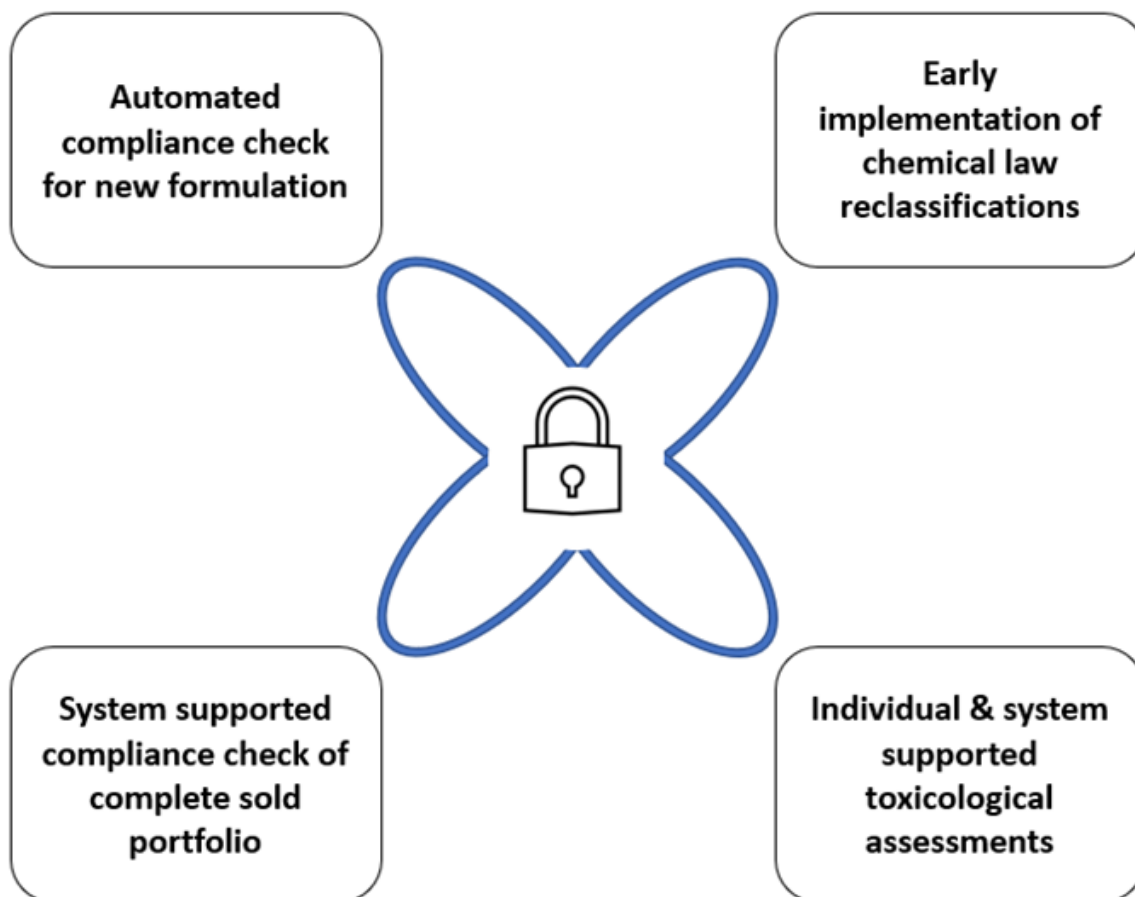 Automated
compliance check
for new formulation
Early
implementation of
chemical law
reclassifications
System supported
compliance check of
complete sold
portfolio
Individual & system
supported
toxicological
assessments